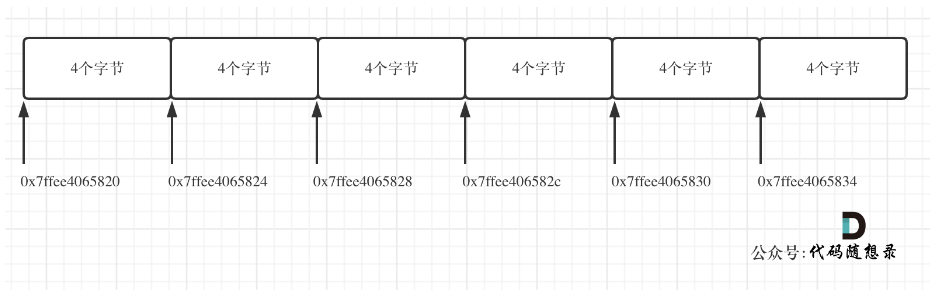 4个字节 4个字节 4个字节 4个字节 4个字节 4个字节
0x7ffee4065820 0x7ffee4065824 0x7ffee4065828 0x7ffee406582c 0x7ffee4065830 0x7ffee4065834
公众号:代码随想录